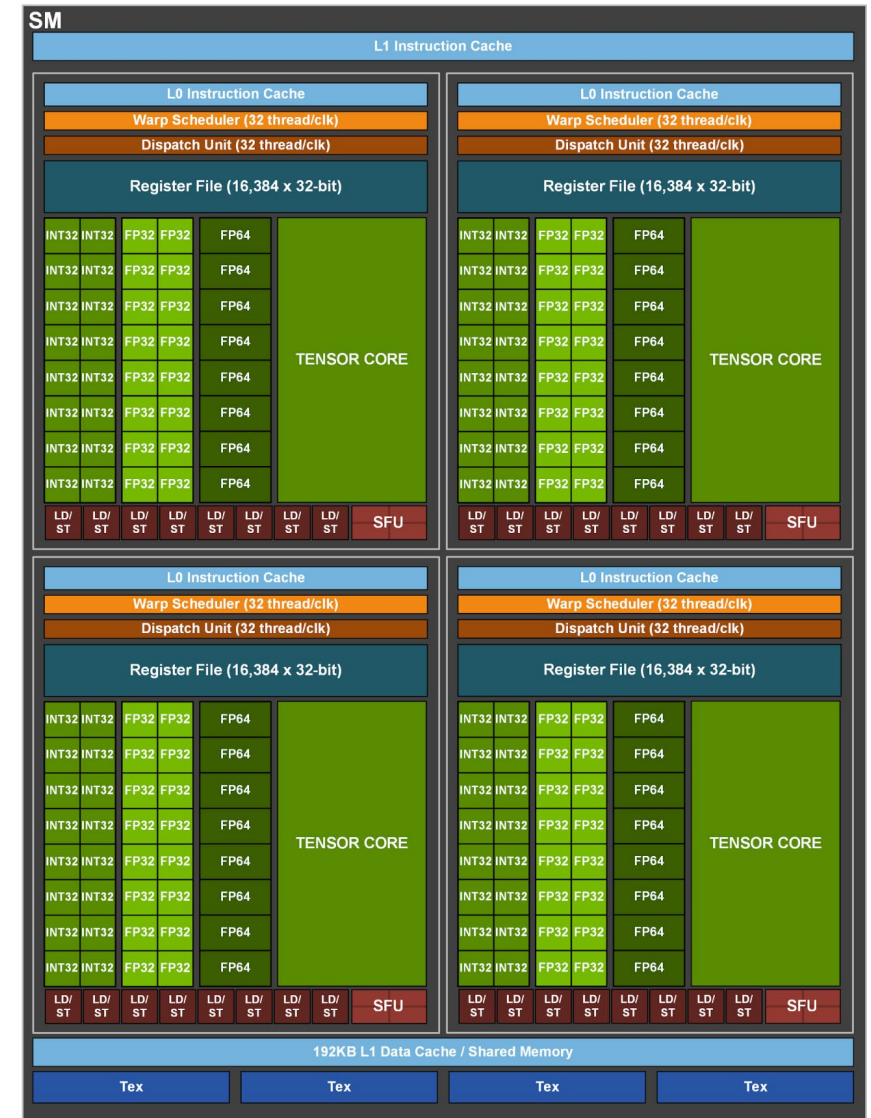 SM
L1 Instruction Cache
L0 Instruction Cache
Warp Scheduler (32 thread/clk)
Dispatch Unit (32 thread/clk)
Register File (16,384 x 32-bit)
INT32 INT32 FP32 FP32 FP64
INT32 INT32 FP32 FP32 FP64
INT32 INT32 FP32 FP32 FP64
INT32 INT32 FP32 FP32 FP64
TENSOR CORE
INT32 INT32 FP32 FP32 FP64
INT32 INT32 FP32 FP32 FP64
INT32 INT32 FP32 FP32 FP64
INT32 INT32 FP32 FP32 FP64
LD/ LD/ LD/ LD/ LD/ LD/ LD/ LD/
ST ST ST ST ST ST ST ST
SFU
L0 Instruction Cache
Warp Scheduler (32 thread/clk)
Dispatch Unit (32 thread/clk)
Register File (16,384 x 32-bit)
INT32 INT32 FP32 FP32 FP64
INT32 INT32 FP32 FP32 FP64
INT32 INT32 FP32 FP32 FP64
INT32 INT32 FP32 FP32 FP64
TENSOR CORE
INT32 INT32 FP32 FP32 FP64
INT32 INT32 FP32 FP32 FP64
INT32 INT32 FP32 FP32 FP64
INT32 INT32 FP32 FP32 FP64
LD/ LD/ LD/ LD/ LD/ LD/ LD/ LD/
ST ST ST ST ST ST ST ST
SFU
L0 Instruction Cache
Warp Scheduler (32 thread/clk)
Dispatch Unit (32 thread/clk)
Register File (16,384 x 32-bit)
INT32 INT32 FP32 FP32 FP64
INT32 INT32 FP32 FP32 FP64
INT32 INT32 FP32 FP32 FP64
INT32 INT32 FP32 FP32 FP64
TENSOR CORE
INT32 INT32 FP32 FP32 FP64
INT32 INT32 FP32 FP32 FP64
INT32 INT32 FP32 FP32 FP64
INT32 INT32 FP32 FP32 FP64
LD/ LD/ LD/ LD/ LD/ LD/ LD/ LD/
ST ST ST ST ST ST ST ST
SFU
L0 Instruction Cache
Warp Scheduler (32 thread/clk)
Dispatch Unit (32 thread/clk)
Register File (16,384 x 32-bit)
INT32 INT32 FP32 FP32 FP64
INT32 INT32 FP32 FP32 FP64
INT32 INT32 FP32 FP32 FP64
INT32 INT32 FP32 FP32 FP64
TENSOR CORE
INT32 INT32 FP32 FP32 FP64
INT32 INT32 FP32 FP32 FP64
INT32 INT32 FP32 FP32 FP64
INT32 INT32 FP32 FP32 FP64
LD/ LD/ LD/ LD/ LD/ LD/ LD/ LD/
ST ST ST ST ST ST ST ST
SFU
192KB L1 Data Cache / Shared Memory
Tex Tex Tex Tex